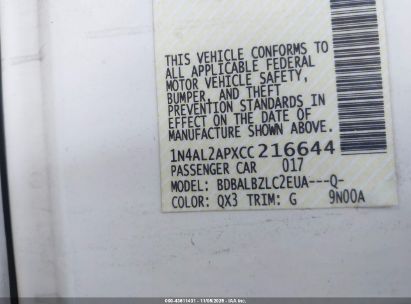 THIS VEHICLE CONFORMS TO
ALL APPLICABLE FEDERAL
MOTOR VEHICLE SAFETY,
BUMPER, AND THEFT
PREVENTION STANDARDS IN
EFFECT ON THE DATE OF
MANUFACTURE SHOWN ABOVE.
1N4AL2APXCC216644
PASSENGER CAR 017
MODEL: BDBALBZLC2EUA---Q-
COLOR: QX3 TRIM: G 9N00A